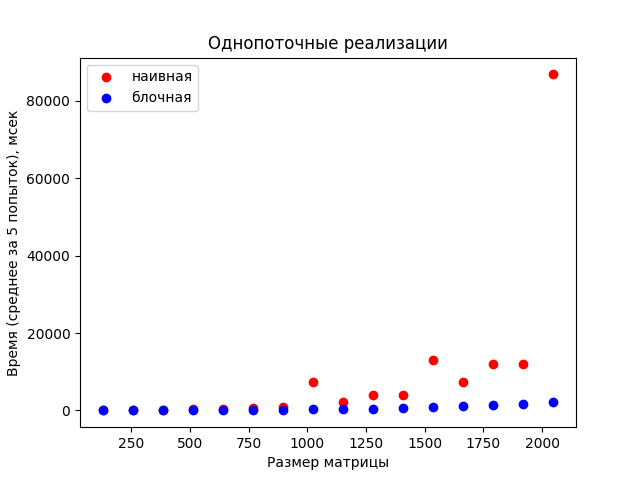 Однопоточные реализации
наивная
блочная
Время (среднее за 5 попыток), мсек
80000
60000
40000
20000
0
250 500 750 1000 1250 1500 1750 2000
Размер матрицы